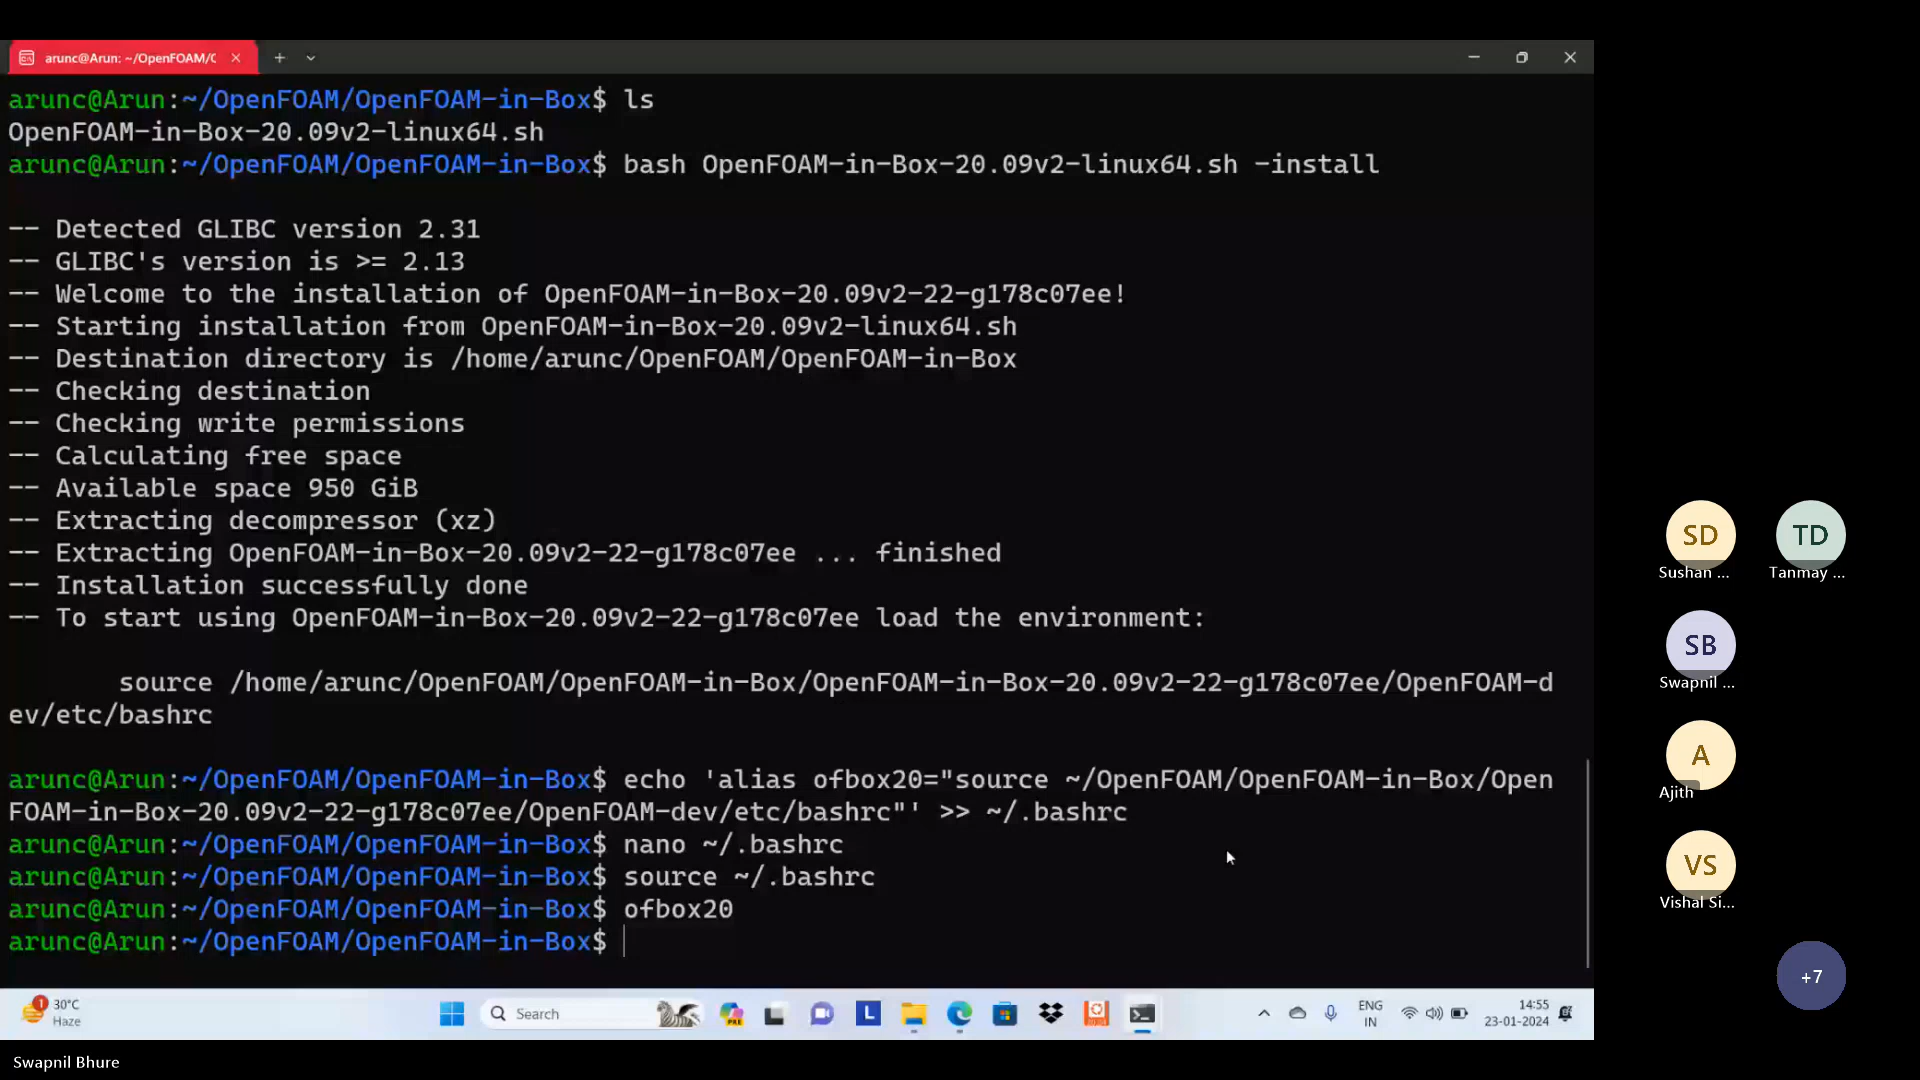 arunc@Arun: ~/OpenFOAM/O
arunc@Arun:~/OpenFOAM/OpenFOAM-in-Box$ ls
OpenFOAM-in-Box-20.09v2-linux64.sh
arunc@Arun:~/OpenFOAM/OpenFOAM-in-Box$ bash OpenFOAM-in-Box-20.09v2-linux64.sh -install
-- Detected GLIBC version 2.31
-- GLIBC's version is >= 2.13
-- Welcome to the installation of OpenFOAM-in-Box-20.09v2-22-g178c07ee!
-- Starting installation from OpenFOAM-in-Box-20.09v2-linux64.sh
-- Destination directory is /home/arunc/OpenFOAM/OpenFOAM-in-Box
-- Checking destination
-- Checking write permissions
-- Calculating free space
-- Available space 950 GiB
-- Extracting decompressor (xz)
-- Extracting OpenFOAM-in-Box-20.09v2-22-g178c07ee ... finished
-- Installation successfully done
-- To start using OpenFOAM-in-Box-20.09v2-22-g178c07ee load the environment:
source /home/arunc/OpenFOAM/OpenFOAM-in-Box/OpenFOAM-in-Box-20.09v2-22-g178c07ee/OpenFOAM-d
ev/etc/bashrc
arunc@Arun:~/OpenFOAM/OpenFOAM-in-Box$ echo 'alias ofbox20="source ~/OpenFOAM/OpenFOAM-in-Box/Open
FOAM-in-Box-20.09v2-22-g178c07ee/OpenFOAM-dev/etc/bashrc"' >> ~/.bashrc
arunc@Arun:~/OpenFOAM/OpenFOAM-in-Box$ nano ~/.bashrc
arunc@Arun:~/OpenFOAM/OpenFOAM-in-Box$ source ~/.bashrc
arunc@Arun:~/OpenFOAM/OpenFOAM-in-Box$ ofbox20
arunc@Arun:~/OpenFOAM/OpenFOAM-in-Box$
SD
Sushan ...
TD
Tanmay ...
SB
Swapnil ...
A
Ajith
VS
Vishal Si...
+7
1
30°C
Haze
Search
PRE
L
ENG
IN
14:55
23-01-2024
Swapnil Bhure